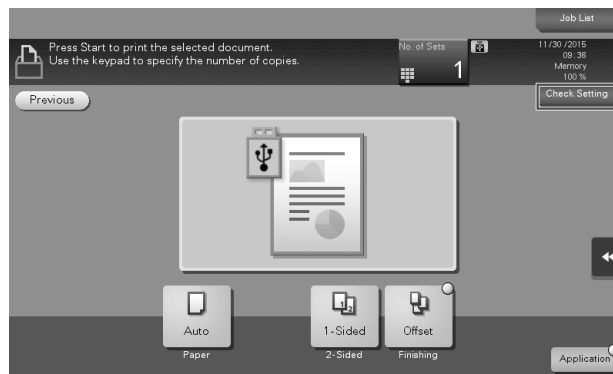 Job List
Press Start to print the selected document.
Use the keypad to specify the number of copies.
No. of Sets
1
11/30 /2015
09:36
Memory
100 %
Previous
Check Setting
Auto
1-Sided
Offset
Paper
2-Sided
Finishing
Application